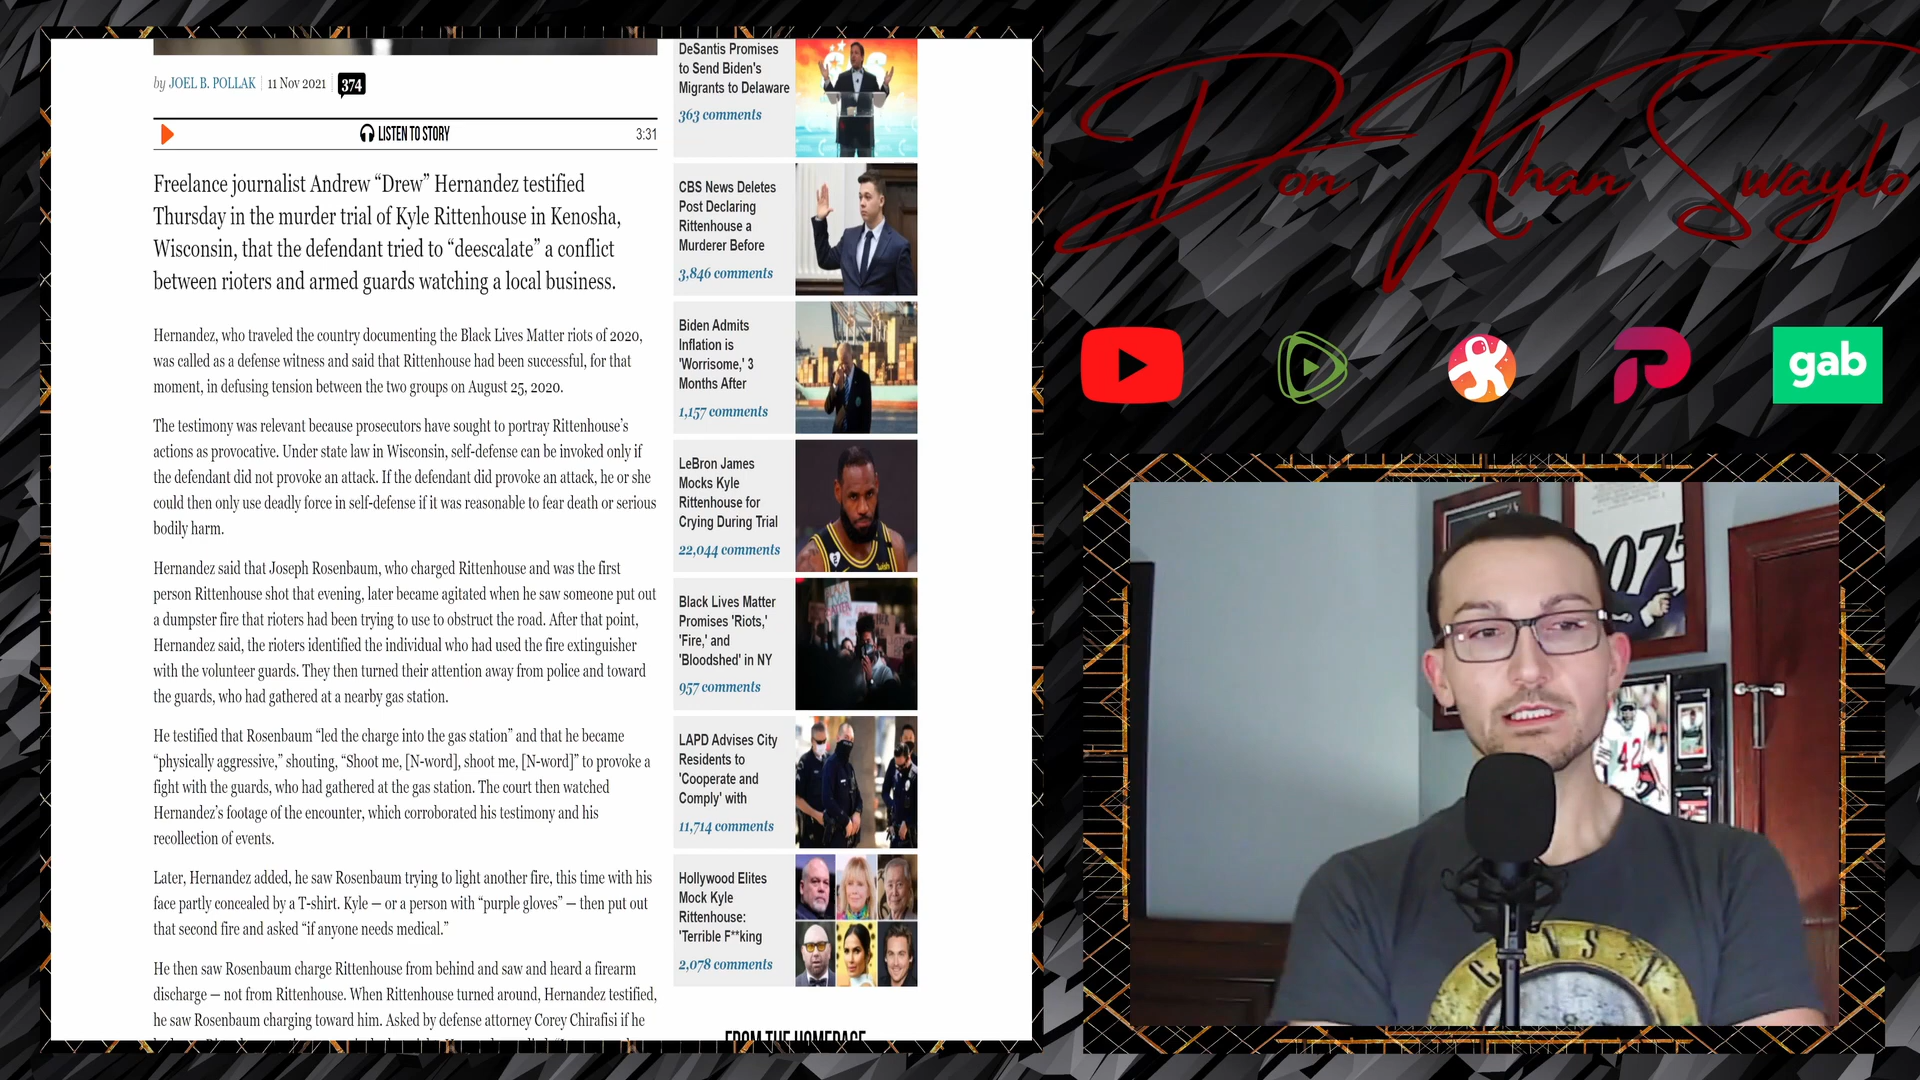 by JOEL B. POLLAK 11 Nov 2021 374
LISTEN TO STORY 3:31
Freelance journalist Andrew “Drew” Hernandez testified
Thursday in the murder trial of Kyle Rittenhouse in Kenosha,
Wisconsin, that the defendant tried to “deescalate” a conflict
between rioters and armed guards watching a local business.
Hernandez, who traveled the country documenting the Black Lives Matter riots of 2020,
was called as a defense witness and said that Rittenhouse had been successful, for that
moment, in defusing tension between the two groups on August 25, 2020.
The testimony was relevant because prosecutors have sought to portray Rittenhouse’s
actions as provocative. Under state law in Wisconsin, self-defense can be invoked only if
the defendant did not provoke an attack. If the defendant did provoke an attack, he or she
could then only use deadly force in self-defense if it was reasonable to fear death or serious
bodily harm.
Hernandez said that Joseph Rosenbaum, who charged Rittenhouse and was the first
person Rittenhouse shot that evening, later became agitated when he saw someone put out
a dumpster fire that rioters had been trying to use to obstruct the road. After that point,
Hernandez said, the rioters identified the individual who had used the fire extinguisher
with the volunteer guards. They then turned their attention away from police and toward
the guards, who had gathered at a nearby gas station.
He testified that Rosenbaum “led the charge into the gas station” and that he became
“physically aggressive,” shouting, “Shoot me, [N-word], shoot me, [N-word]” to provoke a
fight with the guards, who had gathered at the gas station. The court then watched
Hernandez’s footage of the encounter, which corroborated his testimony and his
recollection of events.
Later, Hernandez added, he saw Rosenbaum trying to light another fire, this time with his
face partly concealed by a T-shirt. Kyle — or a person with “purple gloves” — then put out
that second fire and asked “if anyone needs medical.”
He then saw Rosenbaum charge Rittenhouse from behind and saw and heard a firearm
discharge — not from Rittenhouse. When Rittenhouse turned around, Hernandez testified,
he saw Rosenbaum charging toward him. Asked by defense attorney Corey Chirafisi if he
DeSantis Promises
to Send Biden's
Migrants to Delaware
363 comments
CBS News Deletes
Post Declaring
Rittenhouse a
Murderer Before
3,846 comments
Biden Admits
Inflation is
'Worrisome,' 3
Months After
1,157 comments
LeBron James
Mocks Kyle
Rittenhouse for
Crying During Trial
22,044 comments
Black Lives Matter
Promises 'Riots,'
'Fire,' and
'Bloodshed' in NY
957 comments
LAPD Advises City
Residents to
'Cooperate and
Comply' with
11,714 comments
Hollywood Elites
Mock Kyle
Rittenhouse:
'Terrible F**king
2,078 comments
FROM THE HOMEPAGE
Don Khan Swaylo
gab
07
42
GUNS N